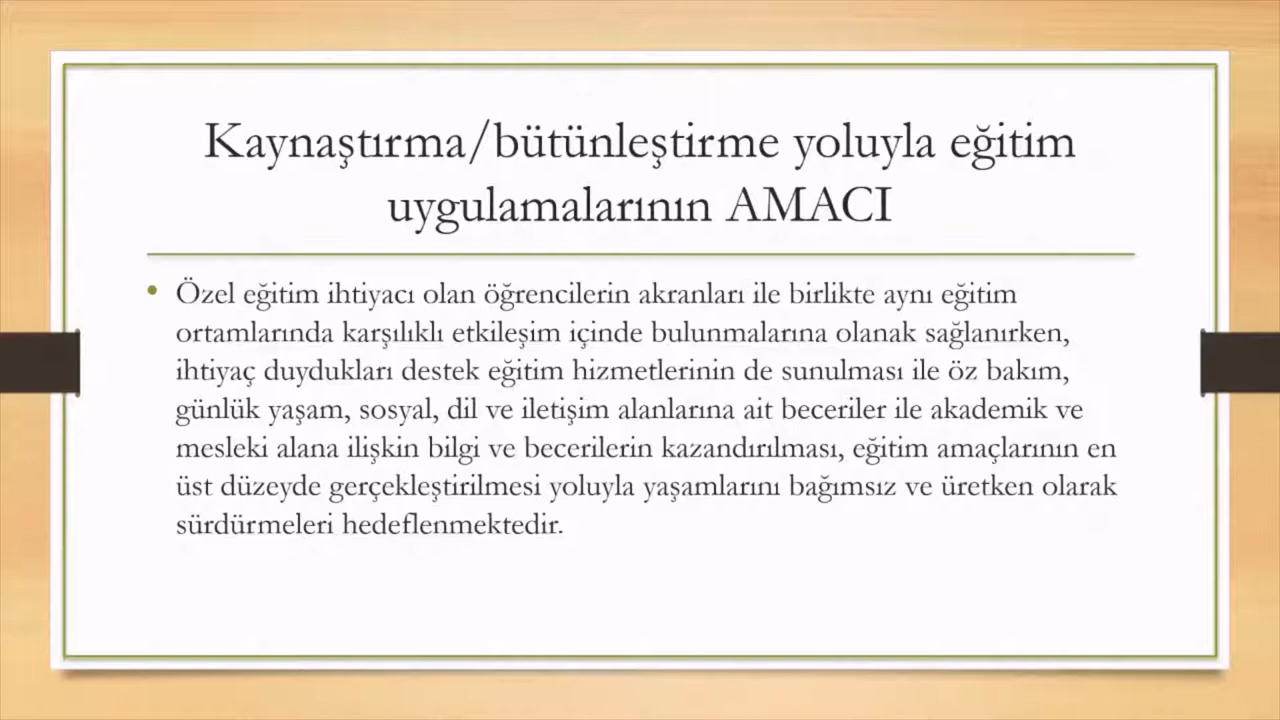 Kaynaştırma/bütünleştirme yoluyla eğitim
uygulamalarının AMACI
• Özel eğitim ihtiyacı olan öğrencilerin akranları ile birlikte aynı eğitim
ortamlarında karşılıklı etkileşim içinde bulunmalarına olanak sağlanırken,
ihtiyaç duydukları destek eğitim hizmetlerinin de sunulması ile öz bakım,
günlük yaşam, sosyal, dil ve iletişim alanlarına ait beceriler ile akademik ve
mesleki alana ilişkin bilgi ve becerilerin kazandırılması, eğitim amaçlarının en
üst düzeyde gerçekleştirilmesi yoluyla yaşamlarını bağımsız ve üretken olarak
sürdürmeleri hedeflenmektedir.